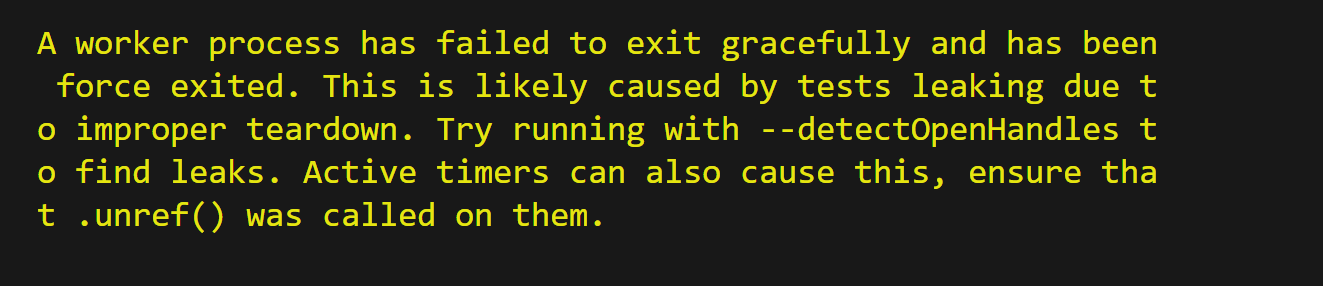 A worker process has failed to exit gracefully and has been
 force exited. This is likely caused by tests leaking due t
o improper teardown. Try running with --detectOpenHandles t
o find leaks. Active timers can also cause this, ensure tha
t .unref() was called on them.